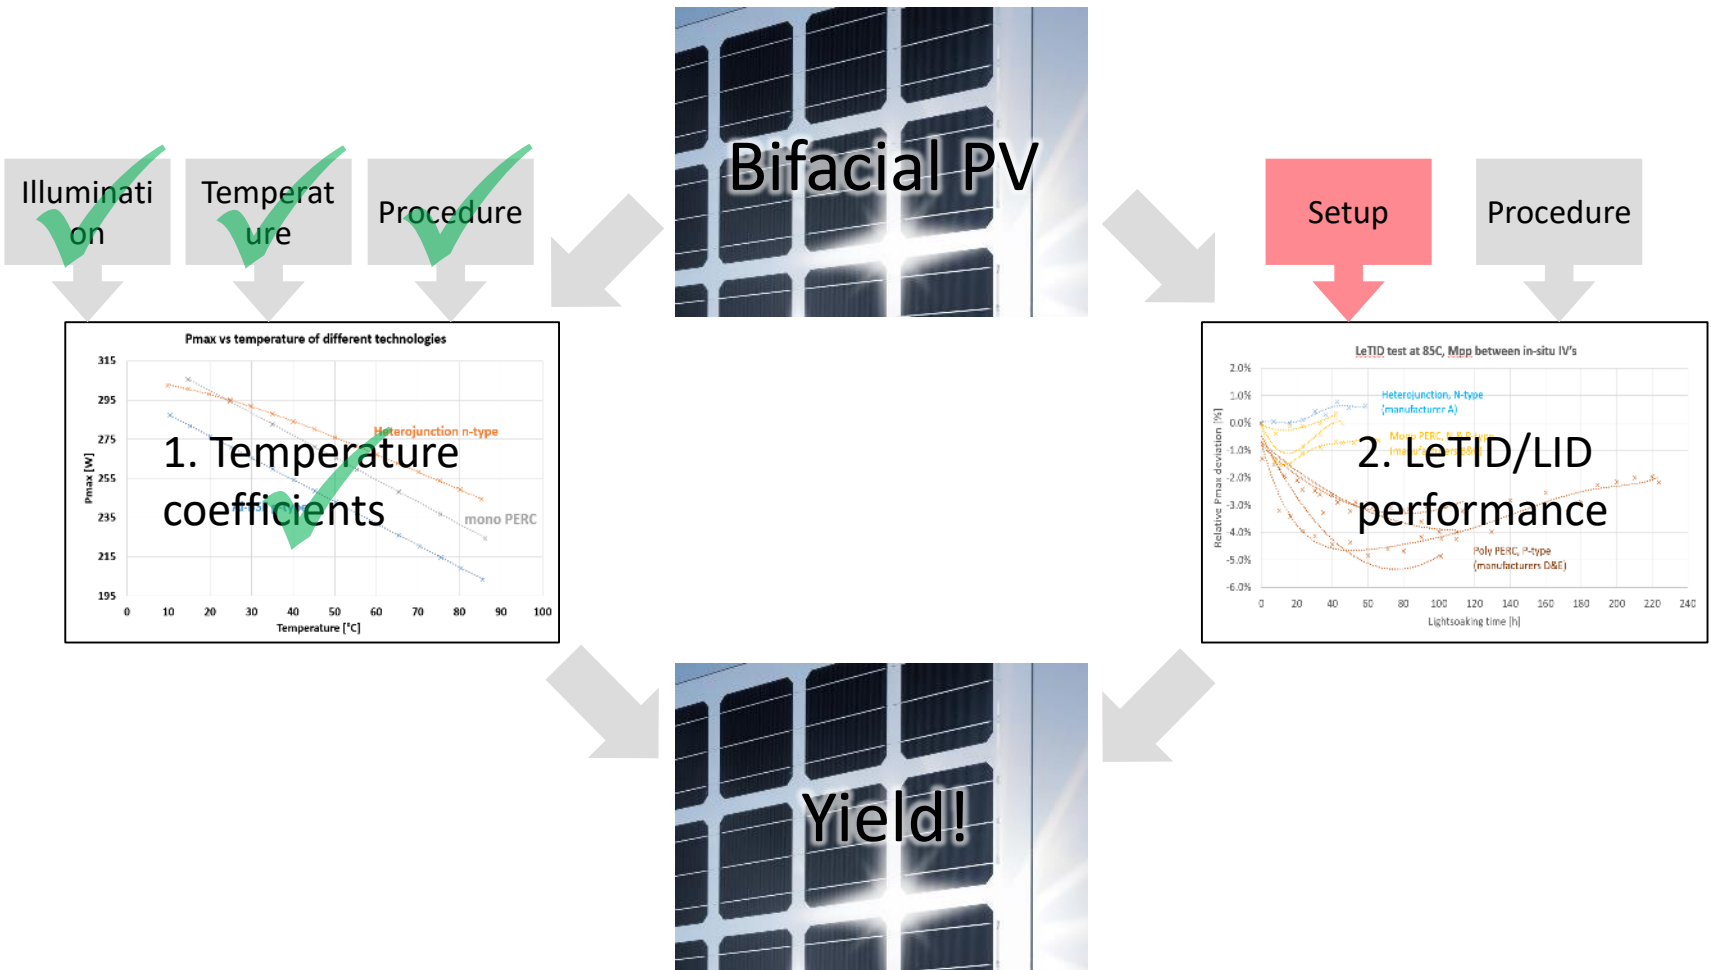 Bifacial PV
Illuminati
on
Temperat
ure
Procedure
Setup
Procedure
Pmax vs temperature of different technologies
Pmax [W]
315
295
275
255
235
215
195
0 10 20 30 40 50 60 70 80 90 100
Temperature [°C]
Heterojunction n-type
mono PERC
1. Temperature
coefficients
LeTID test at 85C, Mpp between in-situ IV's
Relative Pmax deviation [%]
2.0%
1.0%
0.0%
-1.0%
-2.0%
-3.0%
-4.0%
-5.0%
-6.0%
0 20 40 60 80 100 120 140 160 180 200 220 240
Lightsoaking time [h]
Heterojunction, N-type
(manufacturer A)
Mono PERC, N
Poly PERC, P-type
(manufacturers D&E)
2. LeTID/LID
performance
Yield!